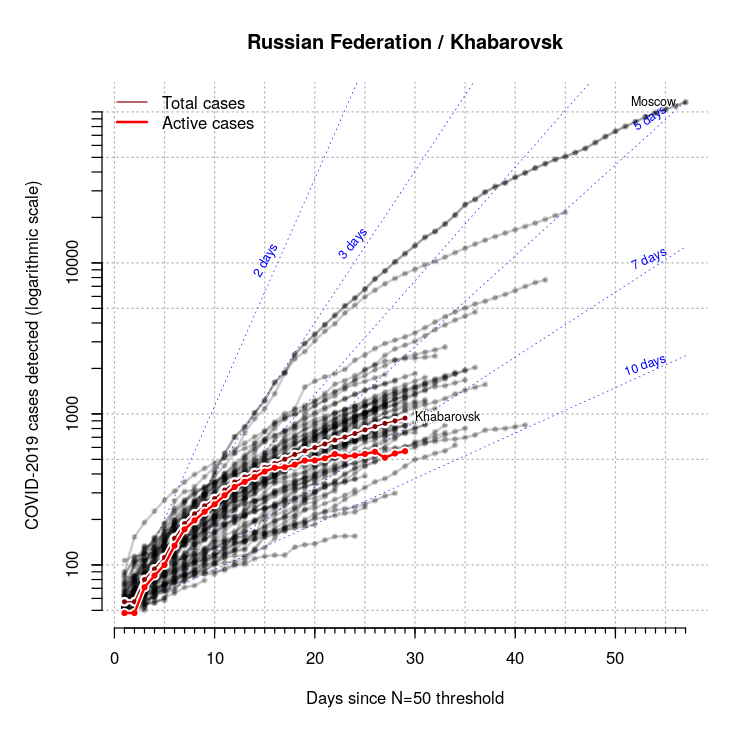 Russian Federation / Khabarovsk
Total cases
Active cases
Moscow
5 days
3 days
2 days
7 days
10 days
Khabarovsk
COVID-2019 cases detected (logarithmic scale)
10000
1000
100
0
10
20
30
40
50
Days since N=50 threshold